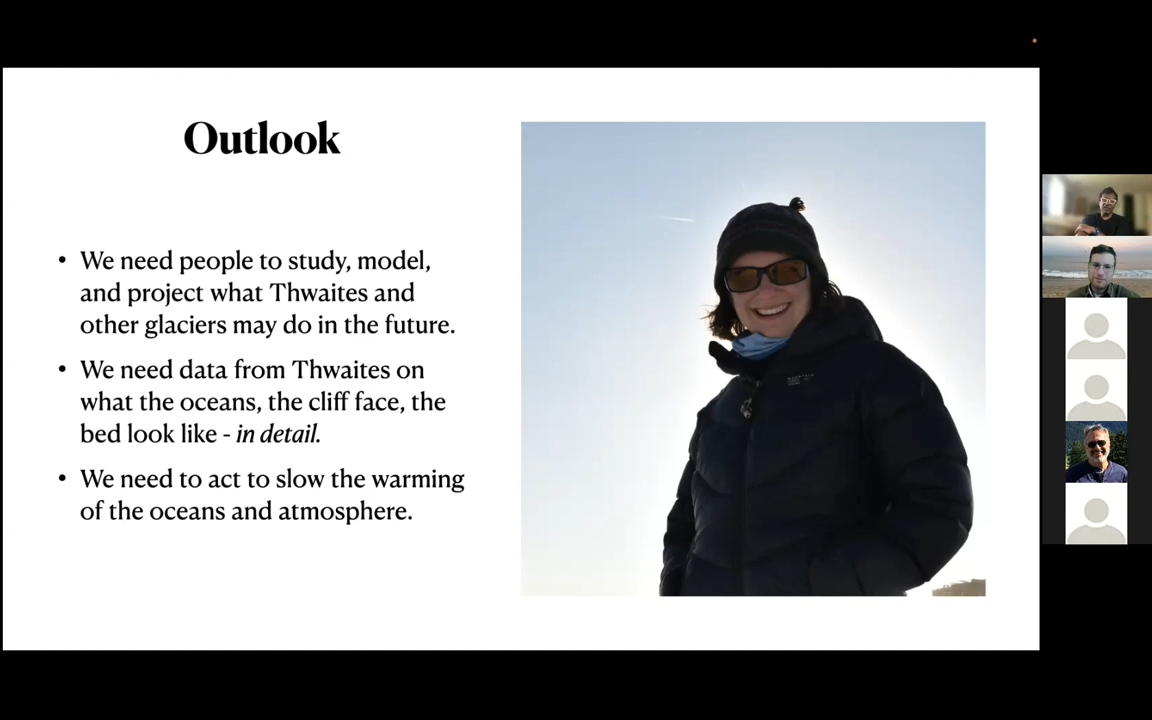 Outlook
• We need people to study, model,
and project what Thwaites and
other glaciers may do in the future.
• We need data from Thwaites on
what the oceans, the cliff face, the
bed look like - in detail.
• We need to act to slow the warming
of the oceans and atmosphere.